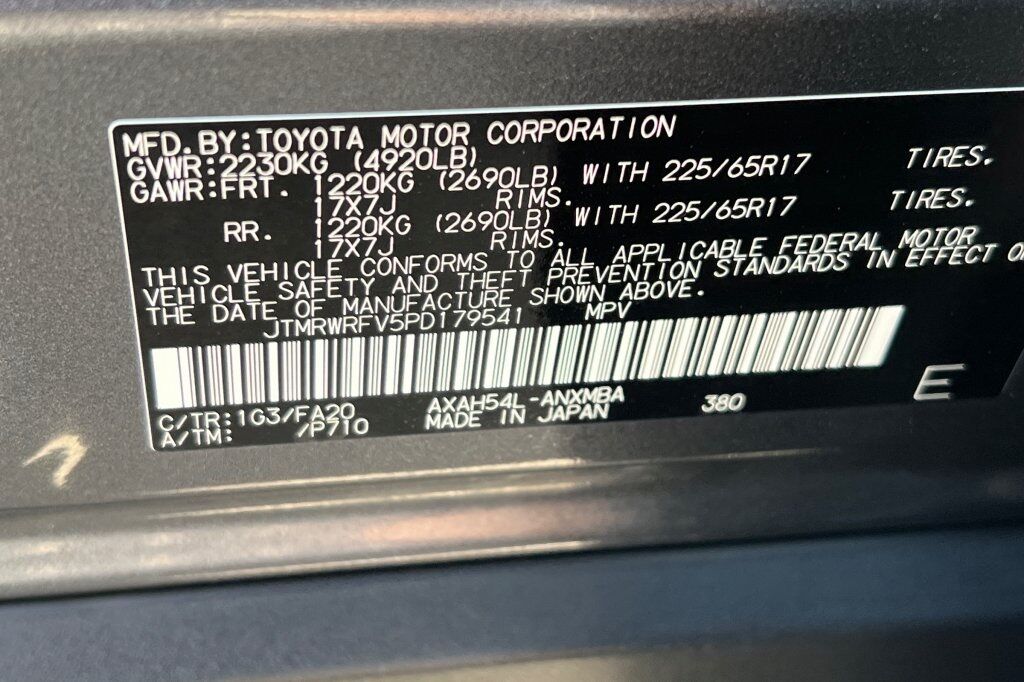 MFD. BY: TOYOTA MOTOR CORPORATION
GVWR: 2230KG (4920LB)
GAWR: FRT. 1220KG (2690LB) WITH 225/65R17 TIRES.
17X7J RIMS.
RR. 1220KG (2690LB) WITH 225/65R17 TIRES.
17X7J RIMS.
THIS VEHICLE CONFORMS TO ALL APPLICABLE FEDERAL MOTOR
VEHICLE SAFETY AND THEFT PREVENTION STANDARDS IN EFFECT O
THE DATE OF MANUFACTURE SHOWN ABOVE.
JTMRWRFV5PD179541 MPV
C/TR: 1G3/FA20 AXAH54L-ANXMBA 380 E
A/TM: /P710 MADE IN JAPAN